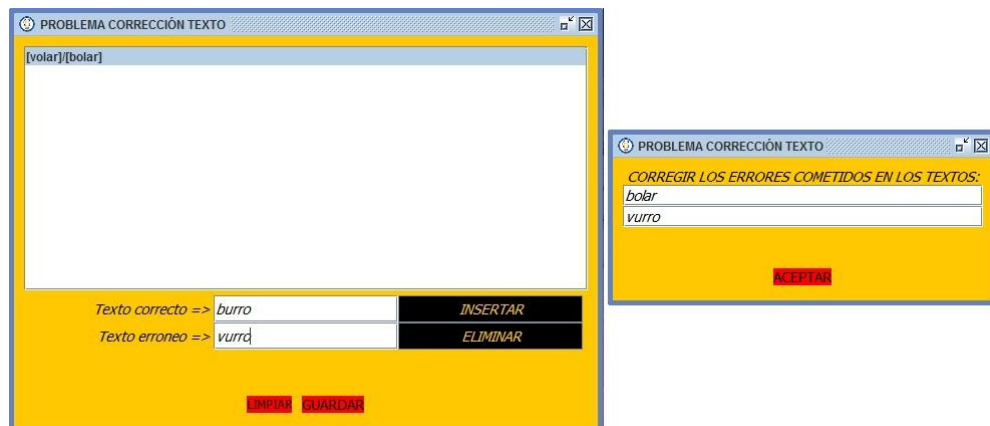 PROBLEMA CORRECCIÓN TEXTO
[volar]/[bolar]
Texto correcto => burro INSERTAR
Texto erroneo => vurro ELIMINAR
LIMPIAR GUARDAR
PROBLEMA CORRECCIÓN TEXTO
CORREGIR LOS ERRORES COMETIDOS EN LOS TEXTOS:
bolar
vurro
ACEPTAR